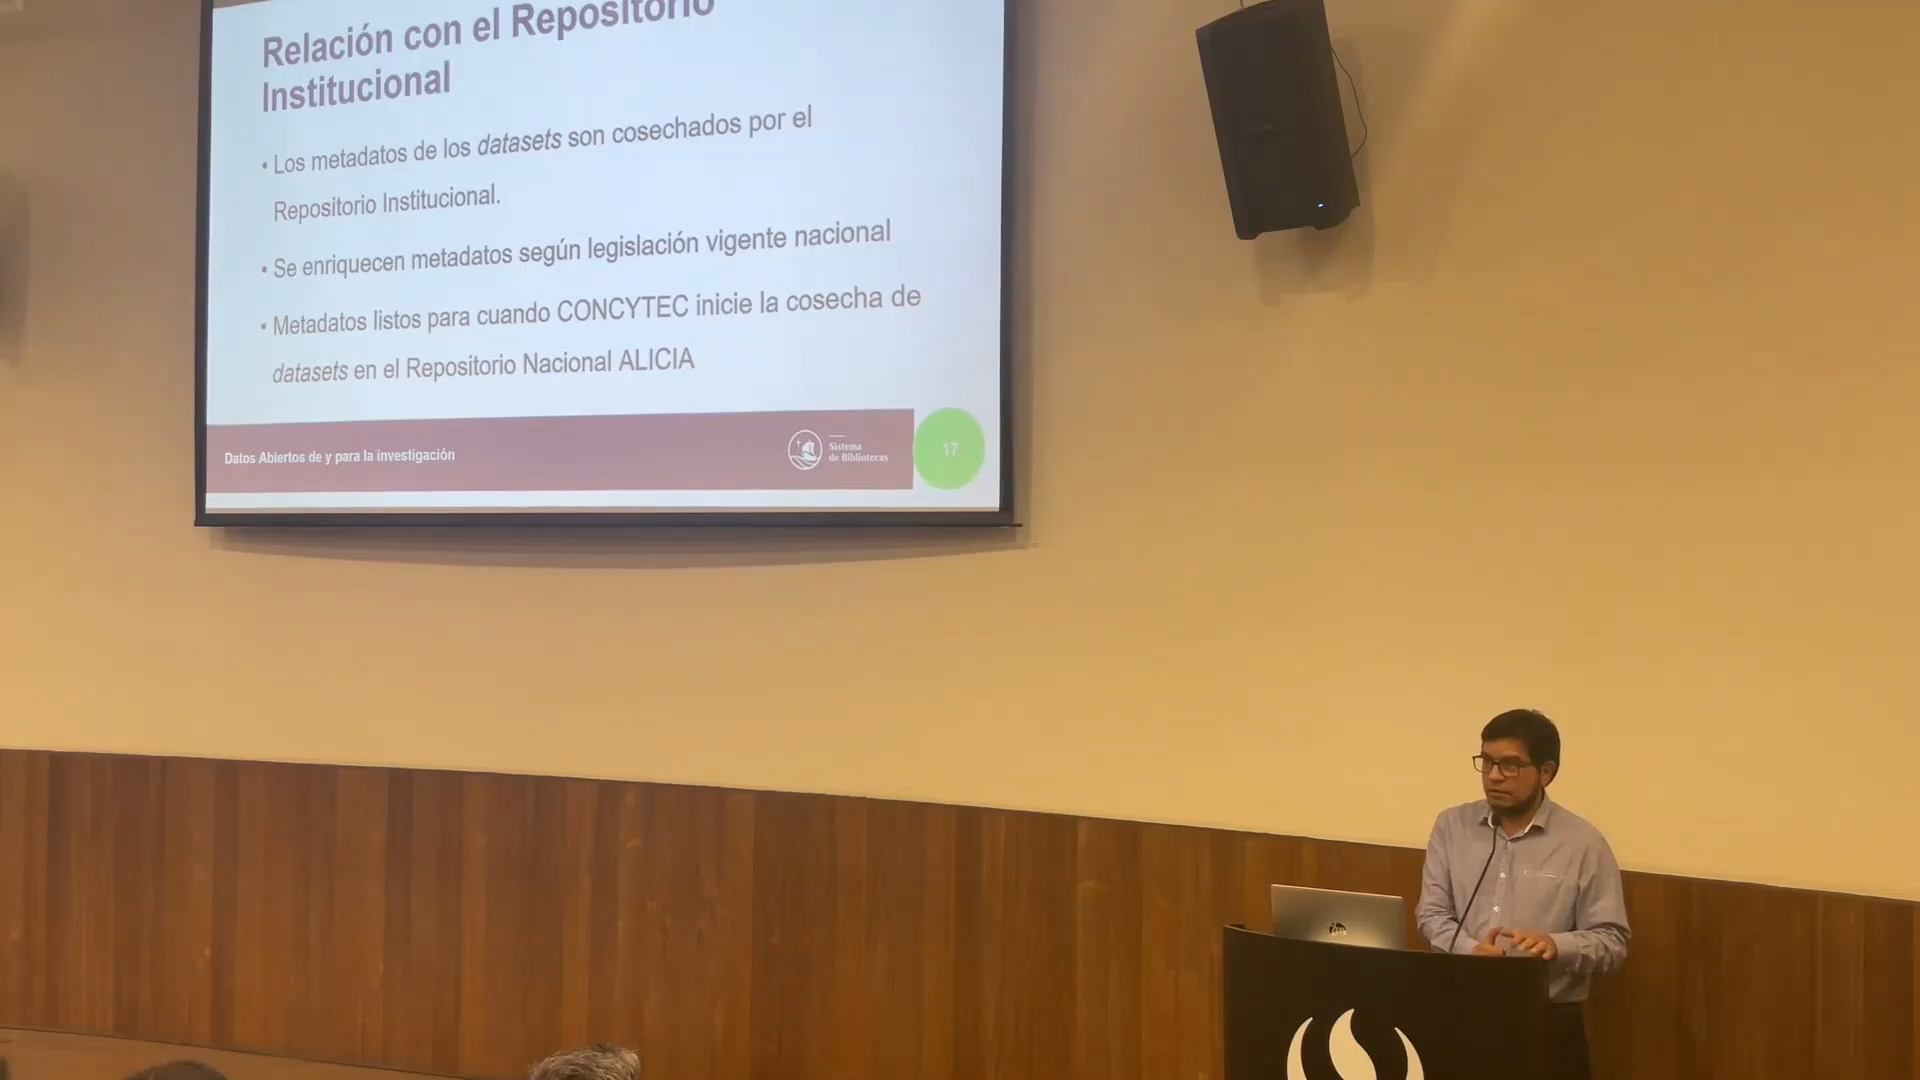 Relación con el Repositorio
Institucional
• Los metadatos de los datasets son cosechados por el
Repositorio Institucional.
• Se enriquecen metadatos según legislación vigente nacional
• Metadatos listos para cuando CONCYTEC inicie la cosecha de
datasets en el Repositorio Nacional ALICIA
Datos Abiertos de y para la investigación
Sistema
de Bibliotecas
17